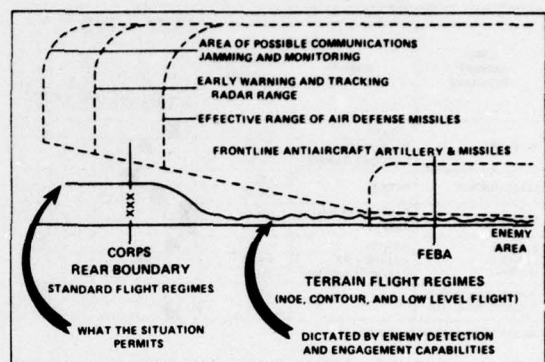 AREA OF POSSIBLE COMMUNICATIONS
JAMMING AND MONITORING
EARLY WARNING AND TRACKING
RADAR RANGE
EFFECTIVE RANGE OF AIR DEFENSE MISSILES
FRONTLINE ANTIAIRCRAFT ARTILLERY & MISSILES
XXX
ENEMY
AREA
CORPS
REAR BOUNDARY
STANDARD FLIGHT REGIMES
FEBA
TERRAIN FLIGHT REGIMES
(NOE, CONTOUR, AND LOW LEVEL FLIGHT)
WHAT THE SITUATION
PERMITS
DICTATED BY ENEMY DETECTION
AND ENGAGEMENT CAPABILITIES